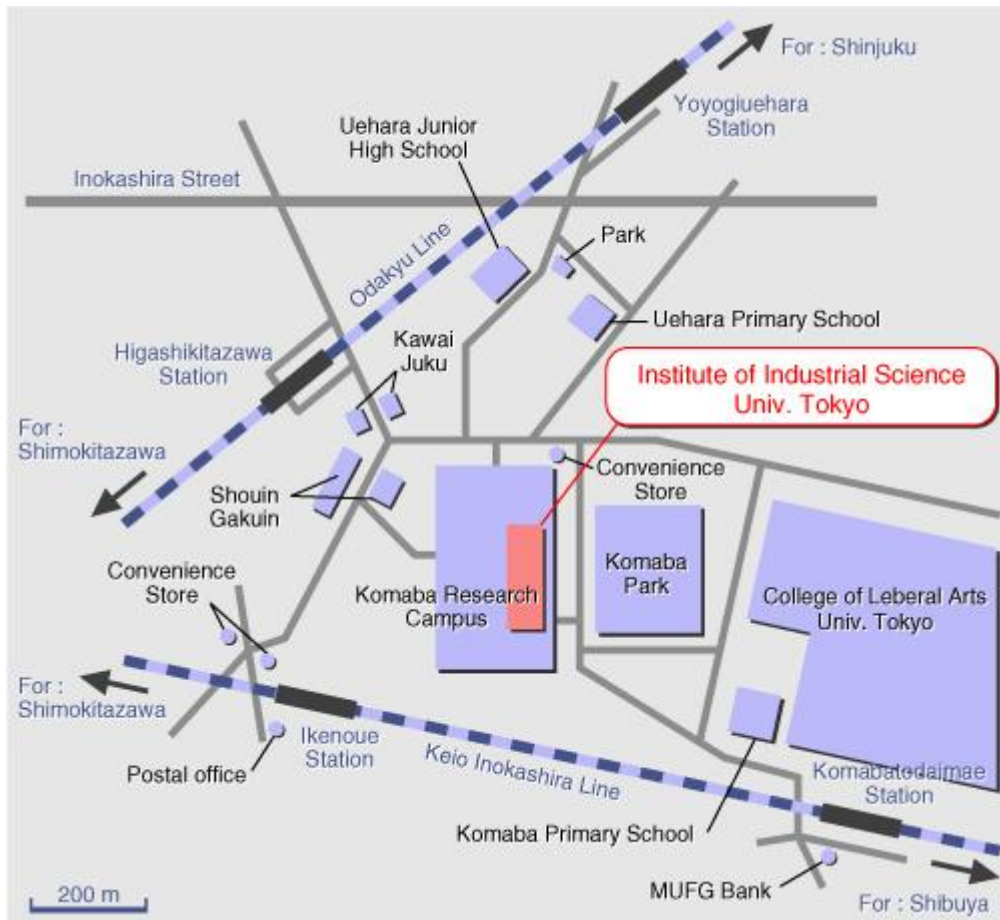 For : Shinjuku
Yoyogiuehara
Station
Uehara Junior
High School
Inokashira Street
Park
Odakyu Line
Uehara Primary School
Higashikitazawa
Station
Kawai
Juku
Institute of Industrial Science
Univ. Tokyo
For :
Shimokitazawa
Convenience
Store
Shouin
Gakuin
Convenience
Store
Komaba Research
Campus
Komaba
Park
College of Leberal Arts
Univ. Tokyo
For :
Shimokitazawa
Ikenoue
Station
Postal office
Keio Inokashira Line
Komabatodaimae
Station
Komaba Primary School
MUFG Bank
200 m
For : Shibuya